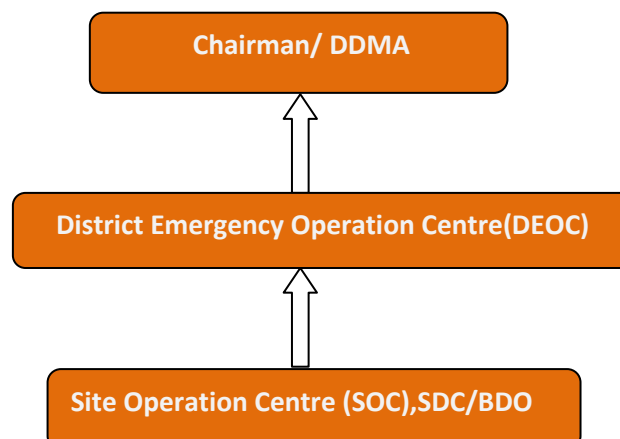 Chairman/ DDMA
District Emergency Operation Centre(DEOC)
Site Operation Centre (SOC),SDC/BDO